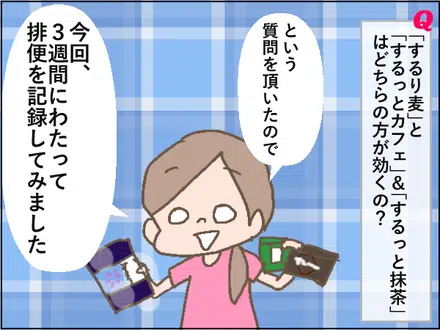 Q
「するり麦」と
「するっとカフェ」&「するっと抹茶」
はどちらの方が効くの？
という
質問を頂いたので
今回、
３週間にわたって
排便を記録してみました